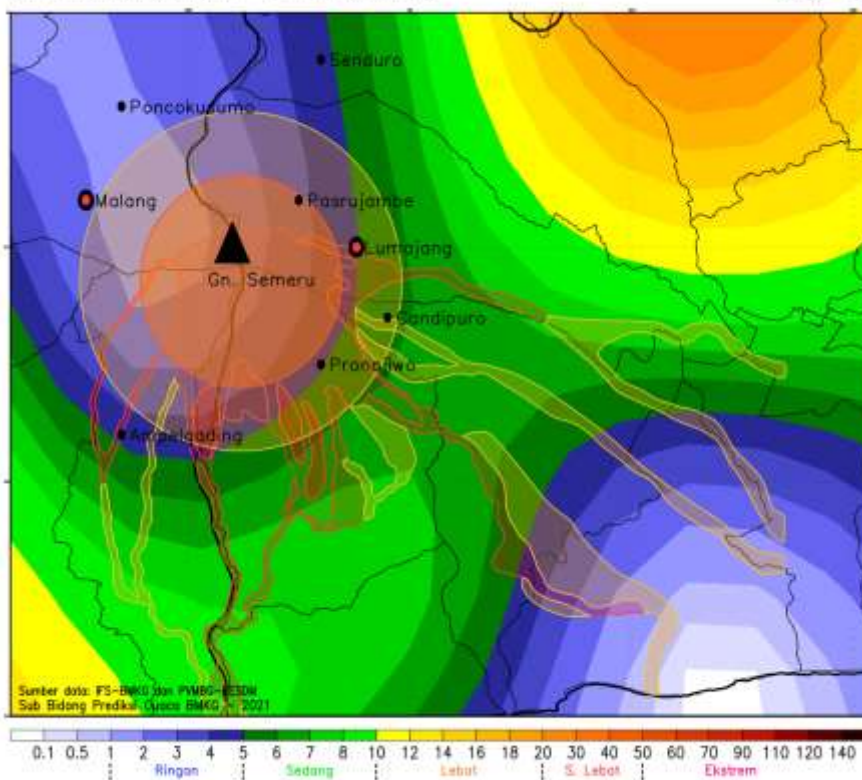 Senduro
Poncokusumo
Malang
Pasrujambe
Lumajang
Gn. Semeru
Candipuro
Pronojiwo
Ampelgading
Sumber data: IFS-BMKG dan PVMBG-ESDM
Sub Bidang Prediksi Cuaca BMKG - 2021
0.1 0.5 1 2 3 4 5 6 7 8 10 12 14 16 18 20 30 40 50 60 70 90 110 120 140
Ringan Sedang Lebat S. Lebat Ekstrem